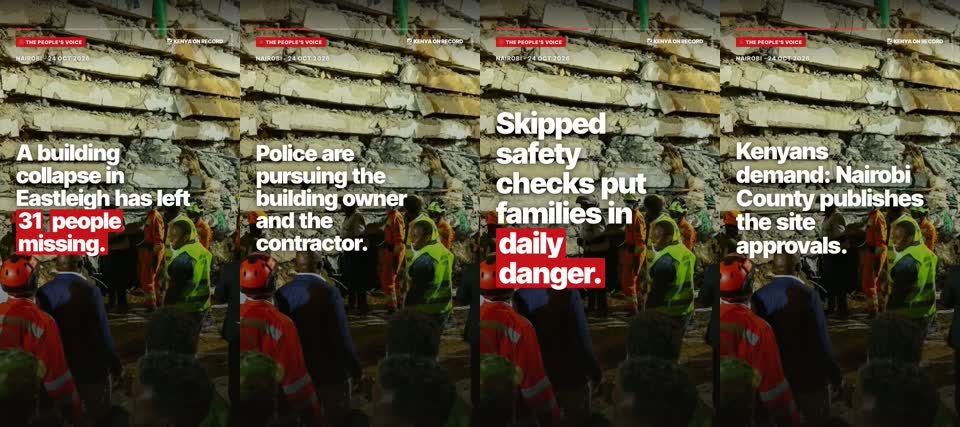 THE PEOPLE'S VOICE
KENYA ON RECORD
NAIROBI · 24 OCT 2026
A building
collapse in
Eastleigh has left
31 people
missing.
THE PEOPLE'S VOICE
KENYA ON RECORD
NAIROBI · 24 OCT 2026
Police are
pursuing the
building owner
and the
contractor.
THE PEOPLE'S VOICE
KENYA ON RECORD
NAIROBI · 24 OCT 2026
Skipped
safety
checks put
families in
daily
danger.
THE PEOPLE'S VOICE
KENYA ON RECORD
NAIROBI · 24 OCT 2026
Kenyans
demand: Nairobi
County publishes
the site
approvals.